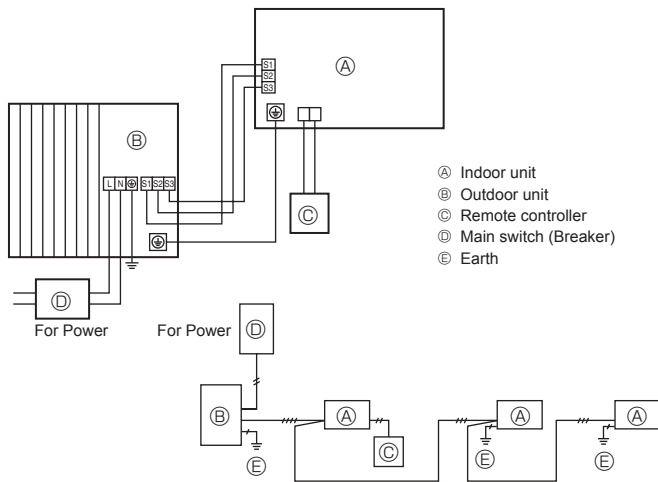 S1
S2
S3
Ⓐ
Ⓑ
L N S1 S2 S3
Ⓒ
Ⓐ Indoor unit
Ⓑ Outdoor unit
Ⓒ Remote controller
Ⓓ Main switch (Breaker)
Ⓔ Earth
Ⓓ
For Power
For Power
Ⓓ
Ⓑ
Ⓐ
Ⓐ
Ⓐ
Ⓒ
Ⓔ
Ⓔ
Ⓔ